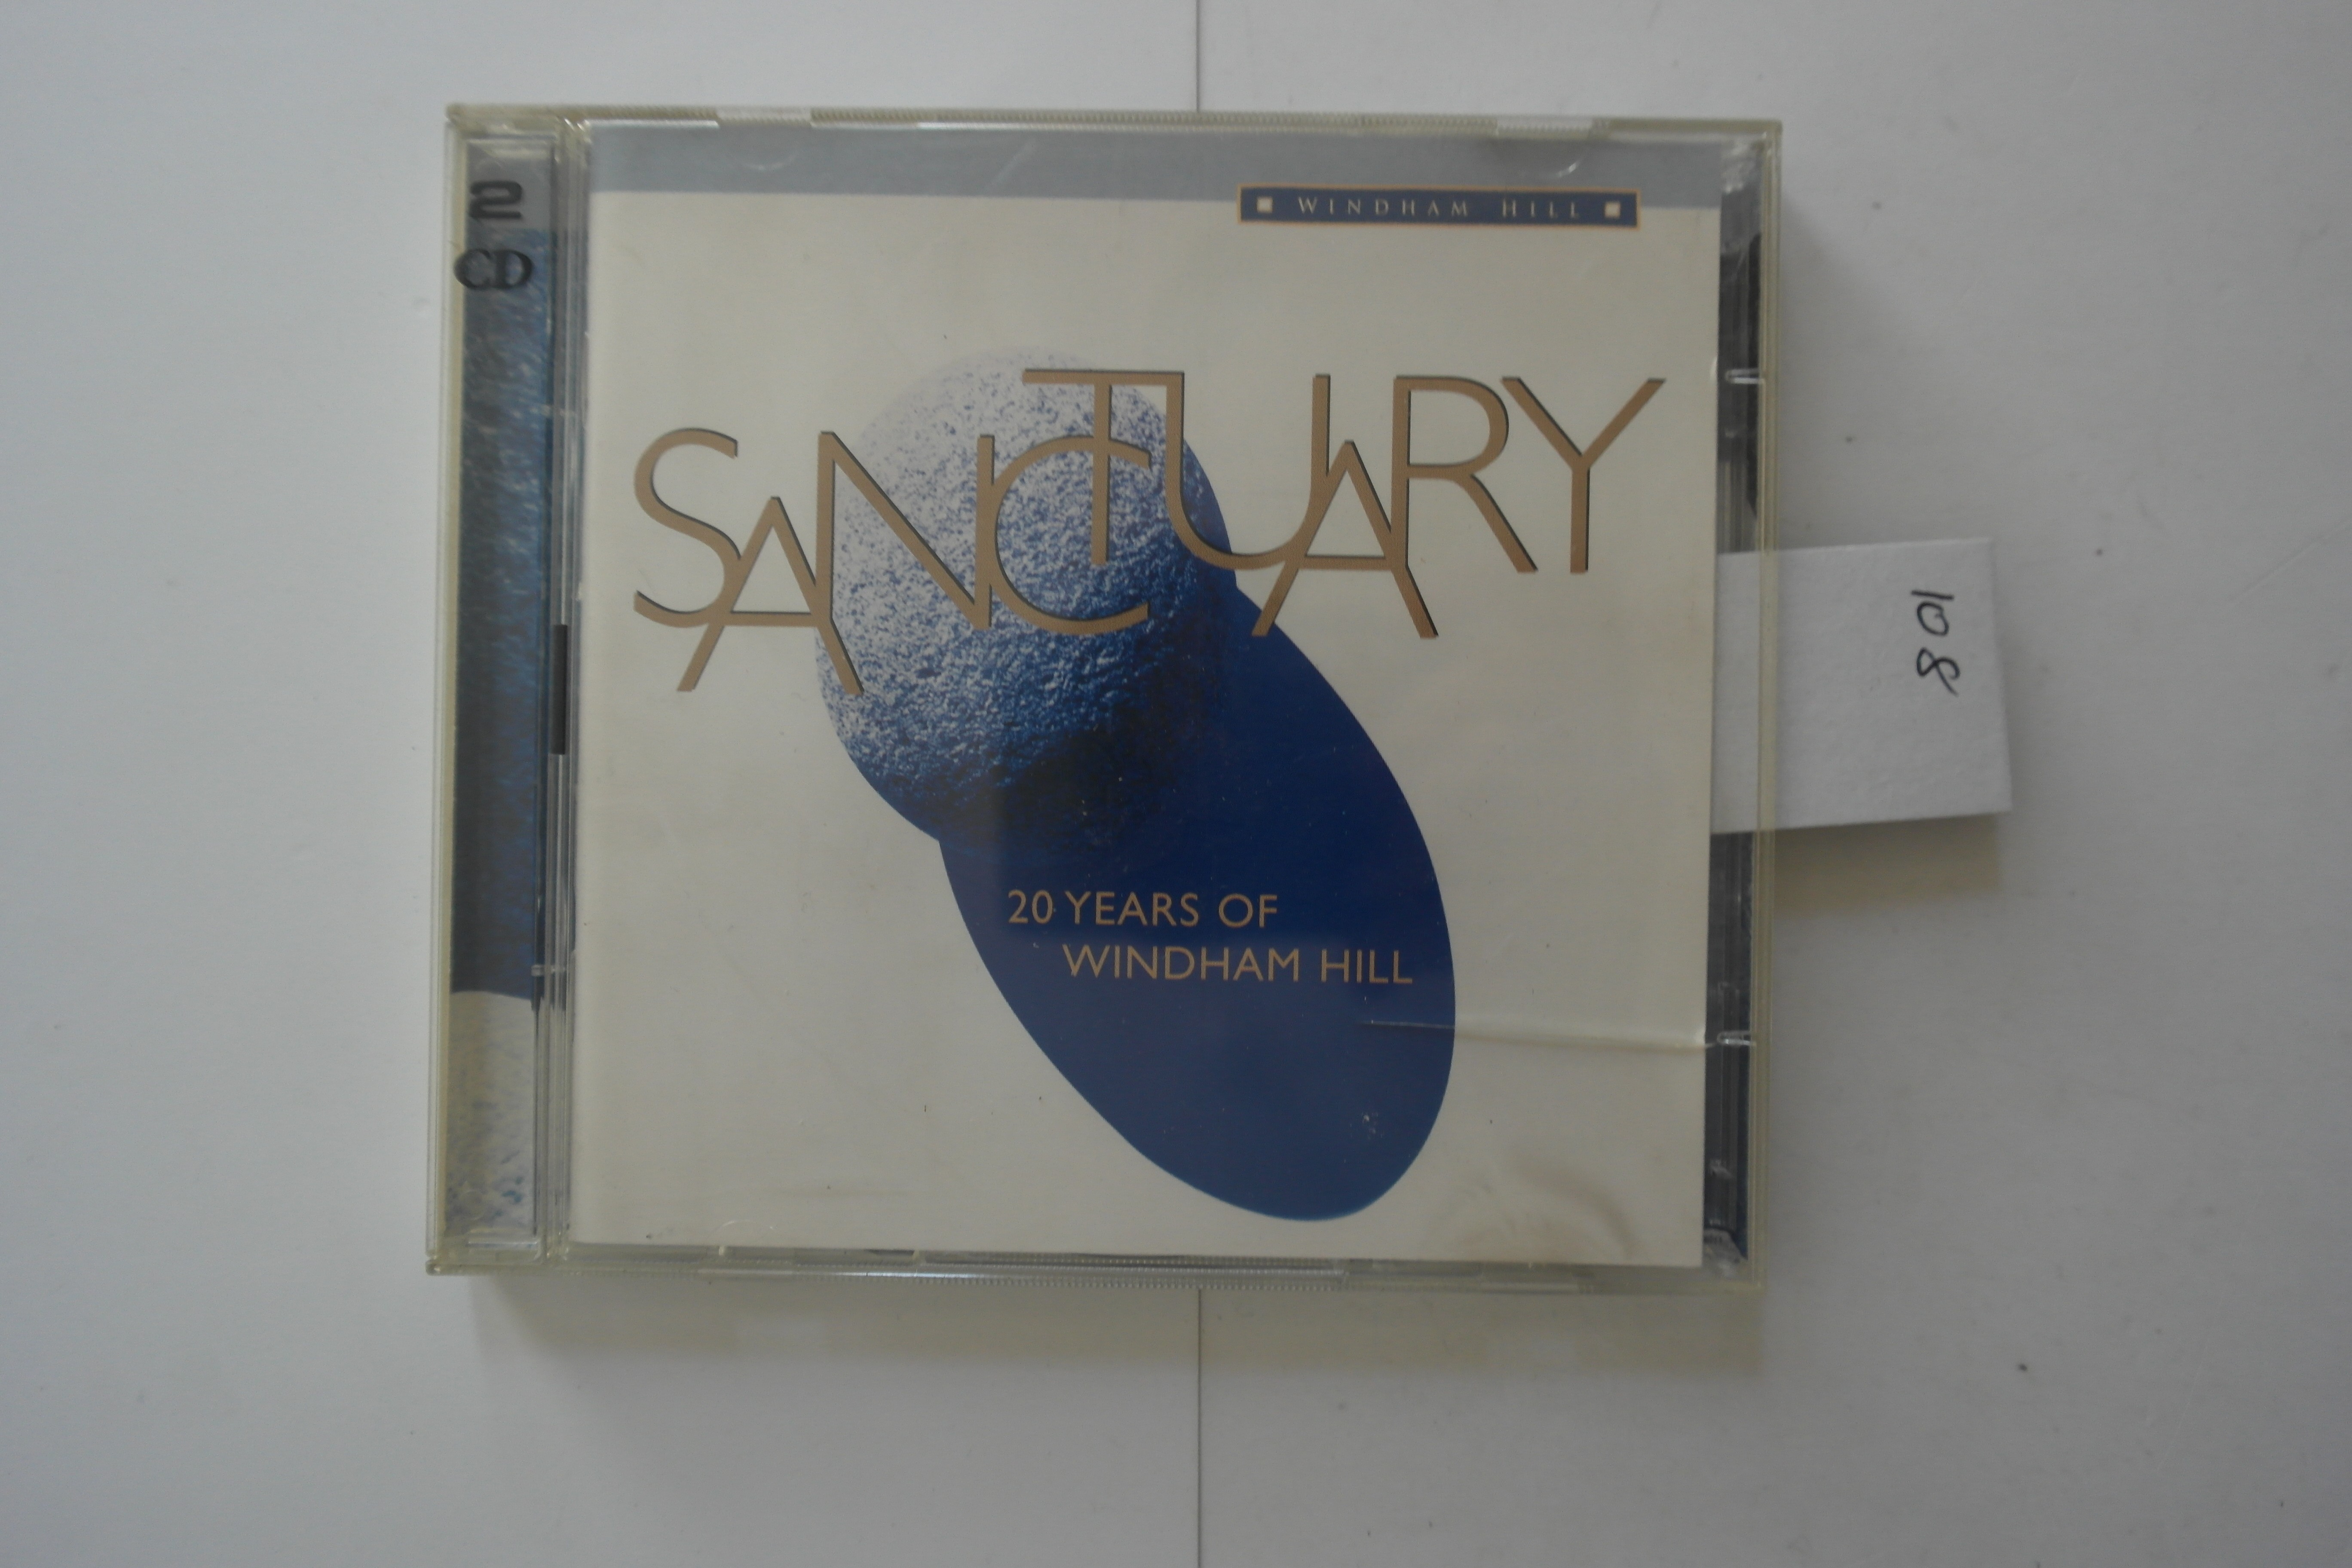 2
CD
WINDHAM HILL
SANCTUARY
20 YEARS OF
WINDHAM HILL
108